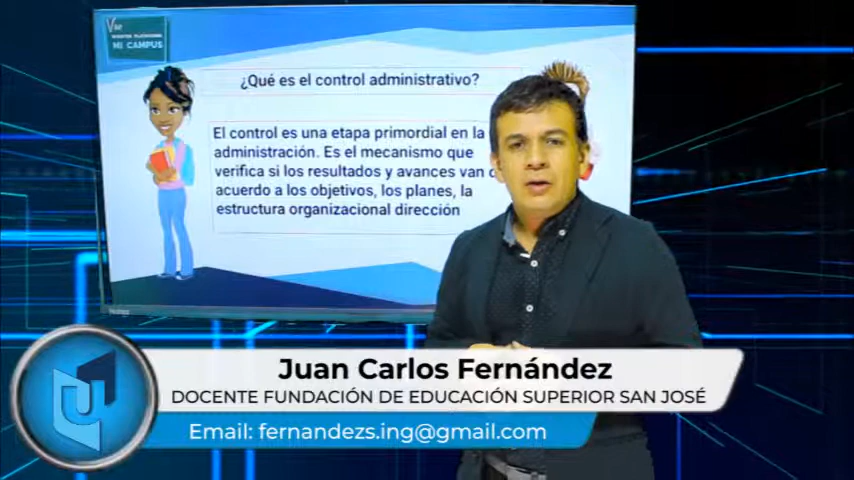 MI CAMPUS
¿Qué es el control administrativo?
El control es una etapa primordial en la
administración. Es el mecanismo que
verifica si los resultados y avances van
acuerdo a los objetivos, los planes, la
estructura organizacional dirección
Juan Carlos Fernández
DOCENTE FUNDACIÓN DE EDUCACIÓN SUPERIOR SAN JOSÉ
Email: fernandezs.ing@gmail.com